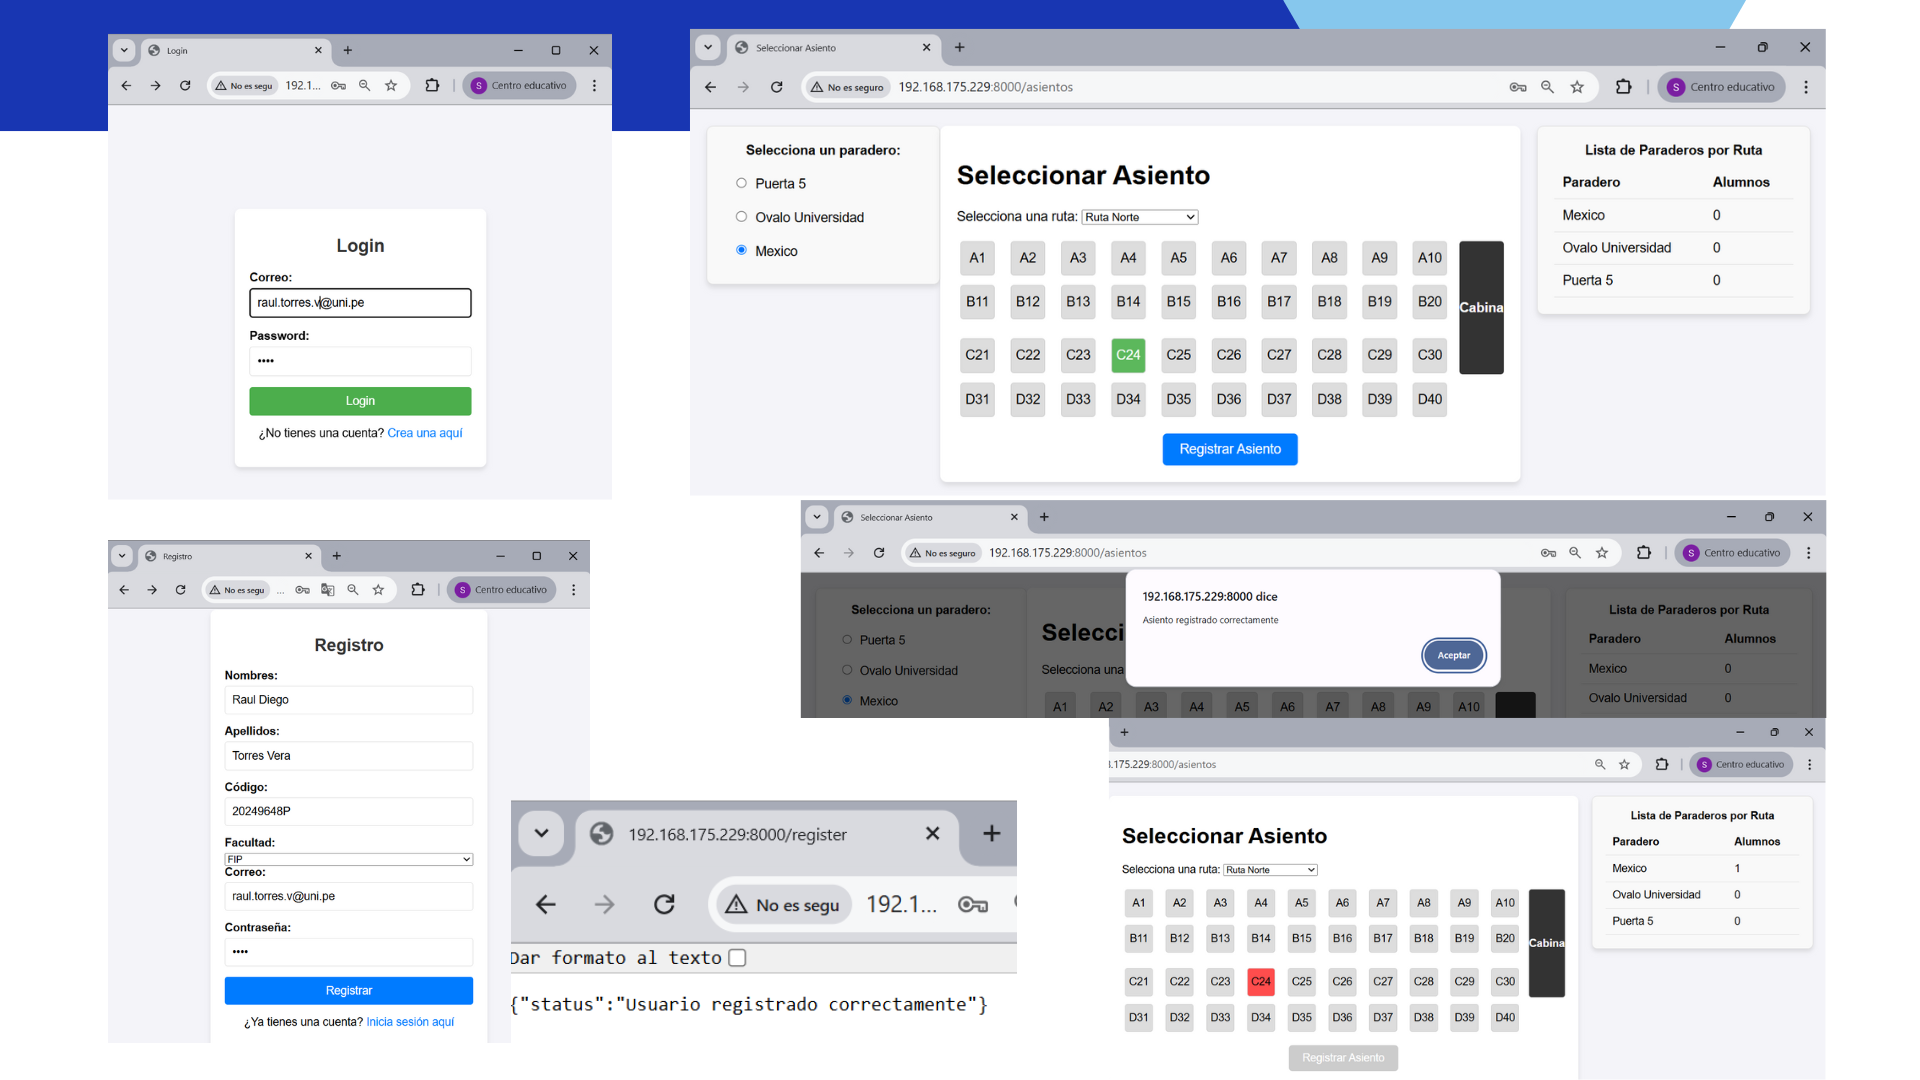 Login
No es segu
192.1...
S
Centro educativo
Login
Correo:
raul.torres.v@uni.pe
Password:
••••
Login
¿No tienes una cuenta? Crea una aquí
Seleccionar Asiento
No es seguro
192.168.175.229:8000/asientos
S
Centro educativo
Selecciona un paradero:
Puerta 5
Ovalo Universidad
Mexico
Seleccionar Asiento
Selecciona una ruta: Ruta Norte
A1 A2 A3 A4 A5 A6 A7 A8 A9 A10
B11 B12 B13 B14 B15 B16 B17 B18 B19 B20
Cabina
C21 C22 C23 C24 C25 C26 C27 C28 C29 C30
D31 D32 D33 D34 D35 D36 D37 D38 D39 D40
Registrar Asiento
Lista de Paraderos por Ruta
Paradero Alumnos
Mexico 0
Ovalo Universidad 0
Puerta 5 0
Seleccionar Asiento
No es seguro
192.168.175.229:8000/asientos
S
Centro educativo
Selecciona un paradero:
Puerta 5
Ovalo Universidad
Mexico
Selecci
Selecciona una
A1 A2 A3 A4 A5 A6 A7 A8 A9 A10
192.168.175.229:8000 dice
Asiento registrado correctamente
Aceptar
Lista de Paraderos por Ruta
Paradero Alumnos
Mexico 0
Ovalo Universidad 0
Registro
No es segu
...
S
Centro educativo
Registro
Nombres:
Raul Diego
Apellidos:
Torres Vera
Código:
20249648P
Facultad:
FIP
Correo:
raul.torres.v@uni.pe
Contraseña:
••••
Registrar
¿Ya tienes una cuenta? Inicia sesión aquí
192.168.175.229:8000/register
No es segu
192.1...
Dar formato al texto
{"status":"Usuario registrado correctamente"}
.175.229:8000/asientos
S
Centro educativo
Seleccionar Asiento
Selecciona una ruta: Ruta Norte
A1 A2 A3 A4 A5 A6 A7 A8 A9 A10
B11 B12 B13 B14 B15 B16 B17 B18 B19 B20
Cabina
C21 C22 C23 C24 C25 C26 C27 C28 C29 C30
D31 D32 D33 D34 D35 D36 D37 D38 D39 D40
Registrar Asiento
Lista de Paraderos por Ruta
Paradero Alumnos
Mexico 1
Ovalo Universidad 0
Puerta 5 0